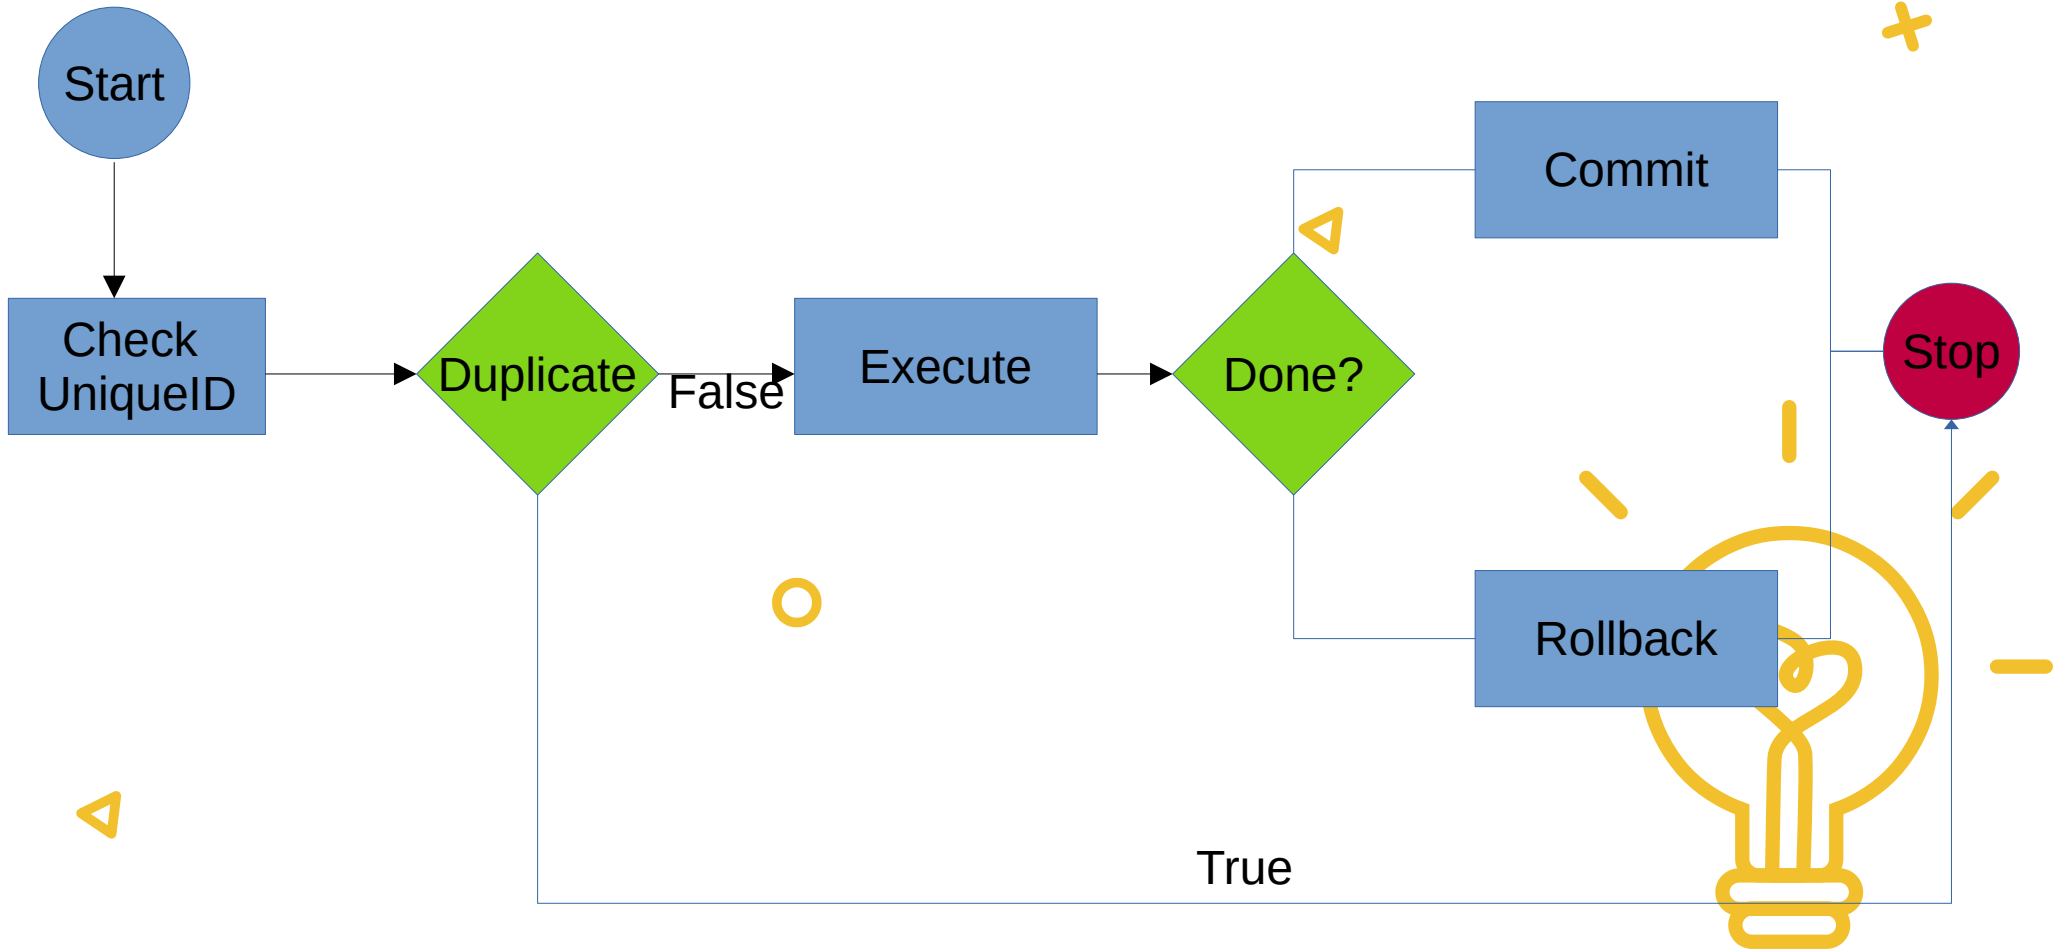 Start
Commit
Check
UniqueID
Duplicate
False
Execute
Done?
Stop
Rollback
True